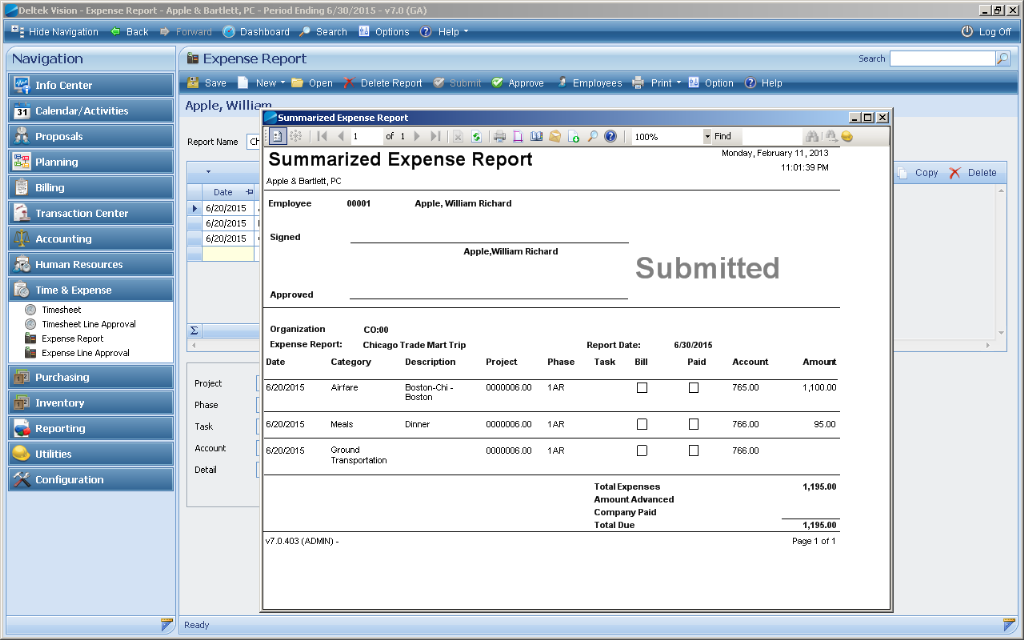 Deltek Vision - Expense Report - Apple & Bartlett, PC - Period Ending 6/30/2015 - v7.0 (GA)
Hide Navigation Back Forward Dashboard Search Options Help Log Off
Navigation
Info Center
31 Calendar/Activities
Proposals
Planning
Billing
Transaction Center
Accounting
Human Resources
Time & Expense
Timesheet
Timesheet Line Approval
Expense Report
Expense Line Approval
Purchasing
Inventory
Reporting
Utilities
Configuration
Expense Report Search
Save New Open Delete Report Submit Approve Employees Print Option Help
Apple, William
Report Name
Copy Delete
Date
6/20/2015
6/20/2015
6/20/2015
Σ
Project
Phase
Task
Account
Detail
Summarized Expense Report
1 of 1 100% Find
Summarized Expense Report Monday, February 11, 2013
11:01:39 PM
Apple & Bartlett, PC
Employee 00001 Apple, William Richard
Signed
Apple,William Richard
Submitted
Approved
Organization CO:00
Expense Report: Chicago Trade Mart Trip Report Date: 6/30/2015
Date Category Description Project Phase Task Bill Paid Account Amount
6/20/2015 Airfare Boston-Chi - 0000006.00 1AR 765.00 1,100.00
Boston
6/20/2015 Meals Dinner 0000006.00 1AR 766.00 95.00
6/20/2015 Ground 0000006.00 1AR 766.00
Transportation
Total Expenses 1,195.00
Amount Advanced
Company Paid
Total Due 1,195.00
v7.0.403 (ADMIN) - Page 1 of 1
Ready